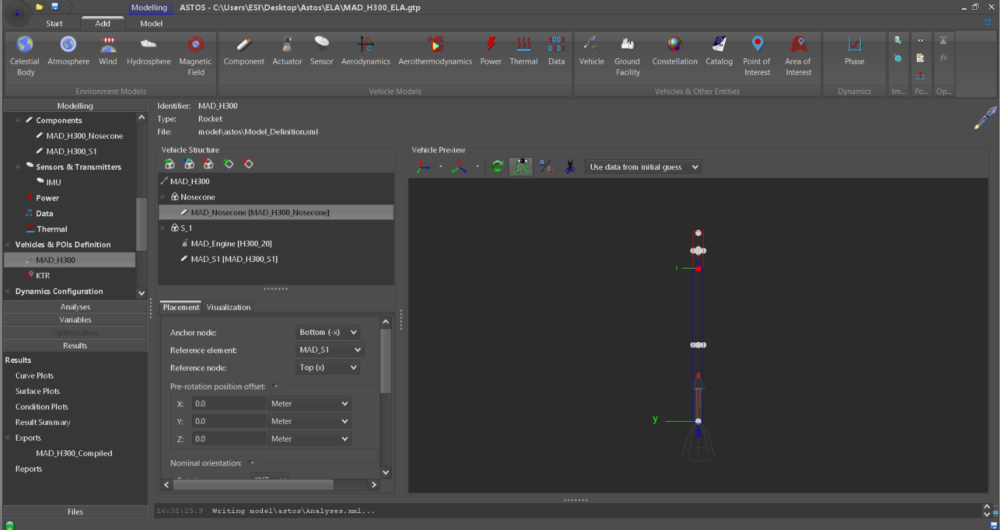 Modelling ASTOS - C:\Users\ESI\Desktop\Astos\ELA\MAD_H300_ELA.gtp
Start Add Model
Celestial Body
Atmosphere
Wind
Hydrosphere
Magnetic Field
Component
Actuator
Sensor
Aerodynamics
Aerothermodynamics
Power
Thermal
1001
0101
Data
Vehicle
Ground Facility
Constellation
Catalog
Point of Interest
Area of Interest
Phase
Environment Models
Vehicle Models
Vehicles & Other Entities
Dynamics
Im...
Po...
Op...
Modelling
Components
MAD_H300_Nosecone
MAD_H300_S1
Sensors & Transmitters
IMU
Power
Data
Thermal
Vehicles & POIs Definition
MAD_H300
KTR
Dynamics Configuration
Analyses
Variables
Optimization
Results
Results
Curve Plots
Surface Plots
Condition Plots
Result Summary
Exports
MAD_H300_Compiled
Reports
Files
Identifier: MAD_H300
Type: Rocket
File: model\astos\Model_Definition.xml
Vehicle Structure
MAD_H300
Nosecone
MAD_Nosecone [MAD_H300_Nosecone]
S_1
MAD_Engine [H300_20]
MAD_S1 [MAD_H300_S1]
Placement Visualization
Anchor node: Bottom (-x)
Reference element: MAD_S1
Reference node: Top (x)
Pre-rotation position offset:
X: 0.0 Meter
Y: 0.0 Meter
Z: 0.0 Meter
Nominal orientation:
Vehicle Preview
Use data from initial guess
y
y
16:32:25.9 Writing model\astos\Analyses.xml...